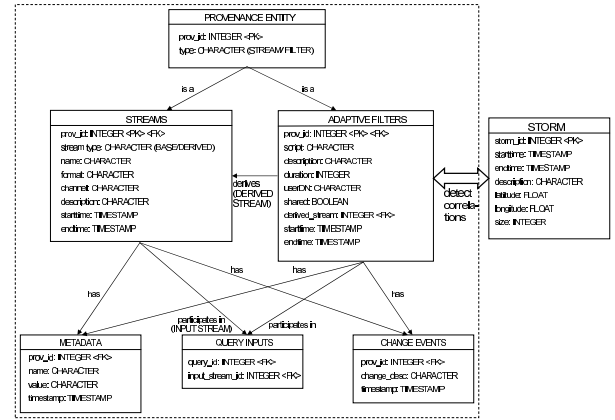 PROVENANCE ENTITY
prov_id: INTEGER <PK>
type: CHARACTER (STREAM/FILTER)
is a
is a
STREAMS
prov_id: INTEGER <PK> <FK>
stream type: CHARACTER (BASE/DERIVED)
name: CHARACTER
format: CHARACTER
channel: CHARACTER
description: CHARACTER
starttime: TIMESTAMP
endtime: TIMESTAMP
derives
(DERIVED
STREAM)
ADAPTIVE FILTERS
prov_id: INTEGER <PK> <FK>
script: CHARACTER
description: CHARACTER
duration: INTEGER
userDN: CHARACTER
shared: BOOLEAN
derived_stream: INTEGER <FK>
starttime: TIMESTAMP
endtime: TIMESTAMP
detect
correla-
tions
STORM
storm_id: INTEGER <PK>
starttime: TIMESTAMP
endtime: TIMESTAMP
description: CHARACTER
latitude: FLOAT
longitude: FLOAT
size: INTEGER
has
has
has
has
participates in
(INPUT STREAM)
participates in
METADATA
prov_id: INTEGER <FK>
name: CHARACTER
value: CHARACTER
timestamp: TIMESTAMP
QUERY INPUTS
query_id: INTEGER <FK>
input_stream_id: INTEGER <FK>
CHANGE EVENTS
prov_id: INTEGER <FK>
change_desc: CHARACTER
timestamp: TIMESTAMP